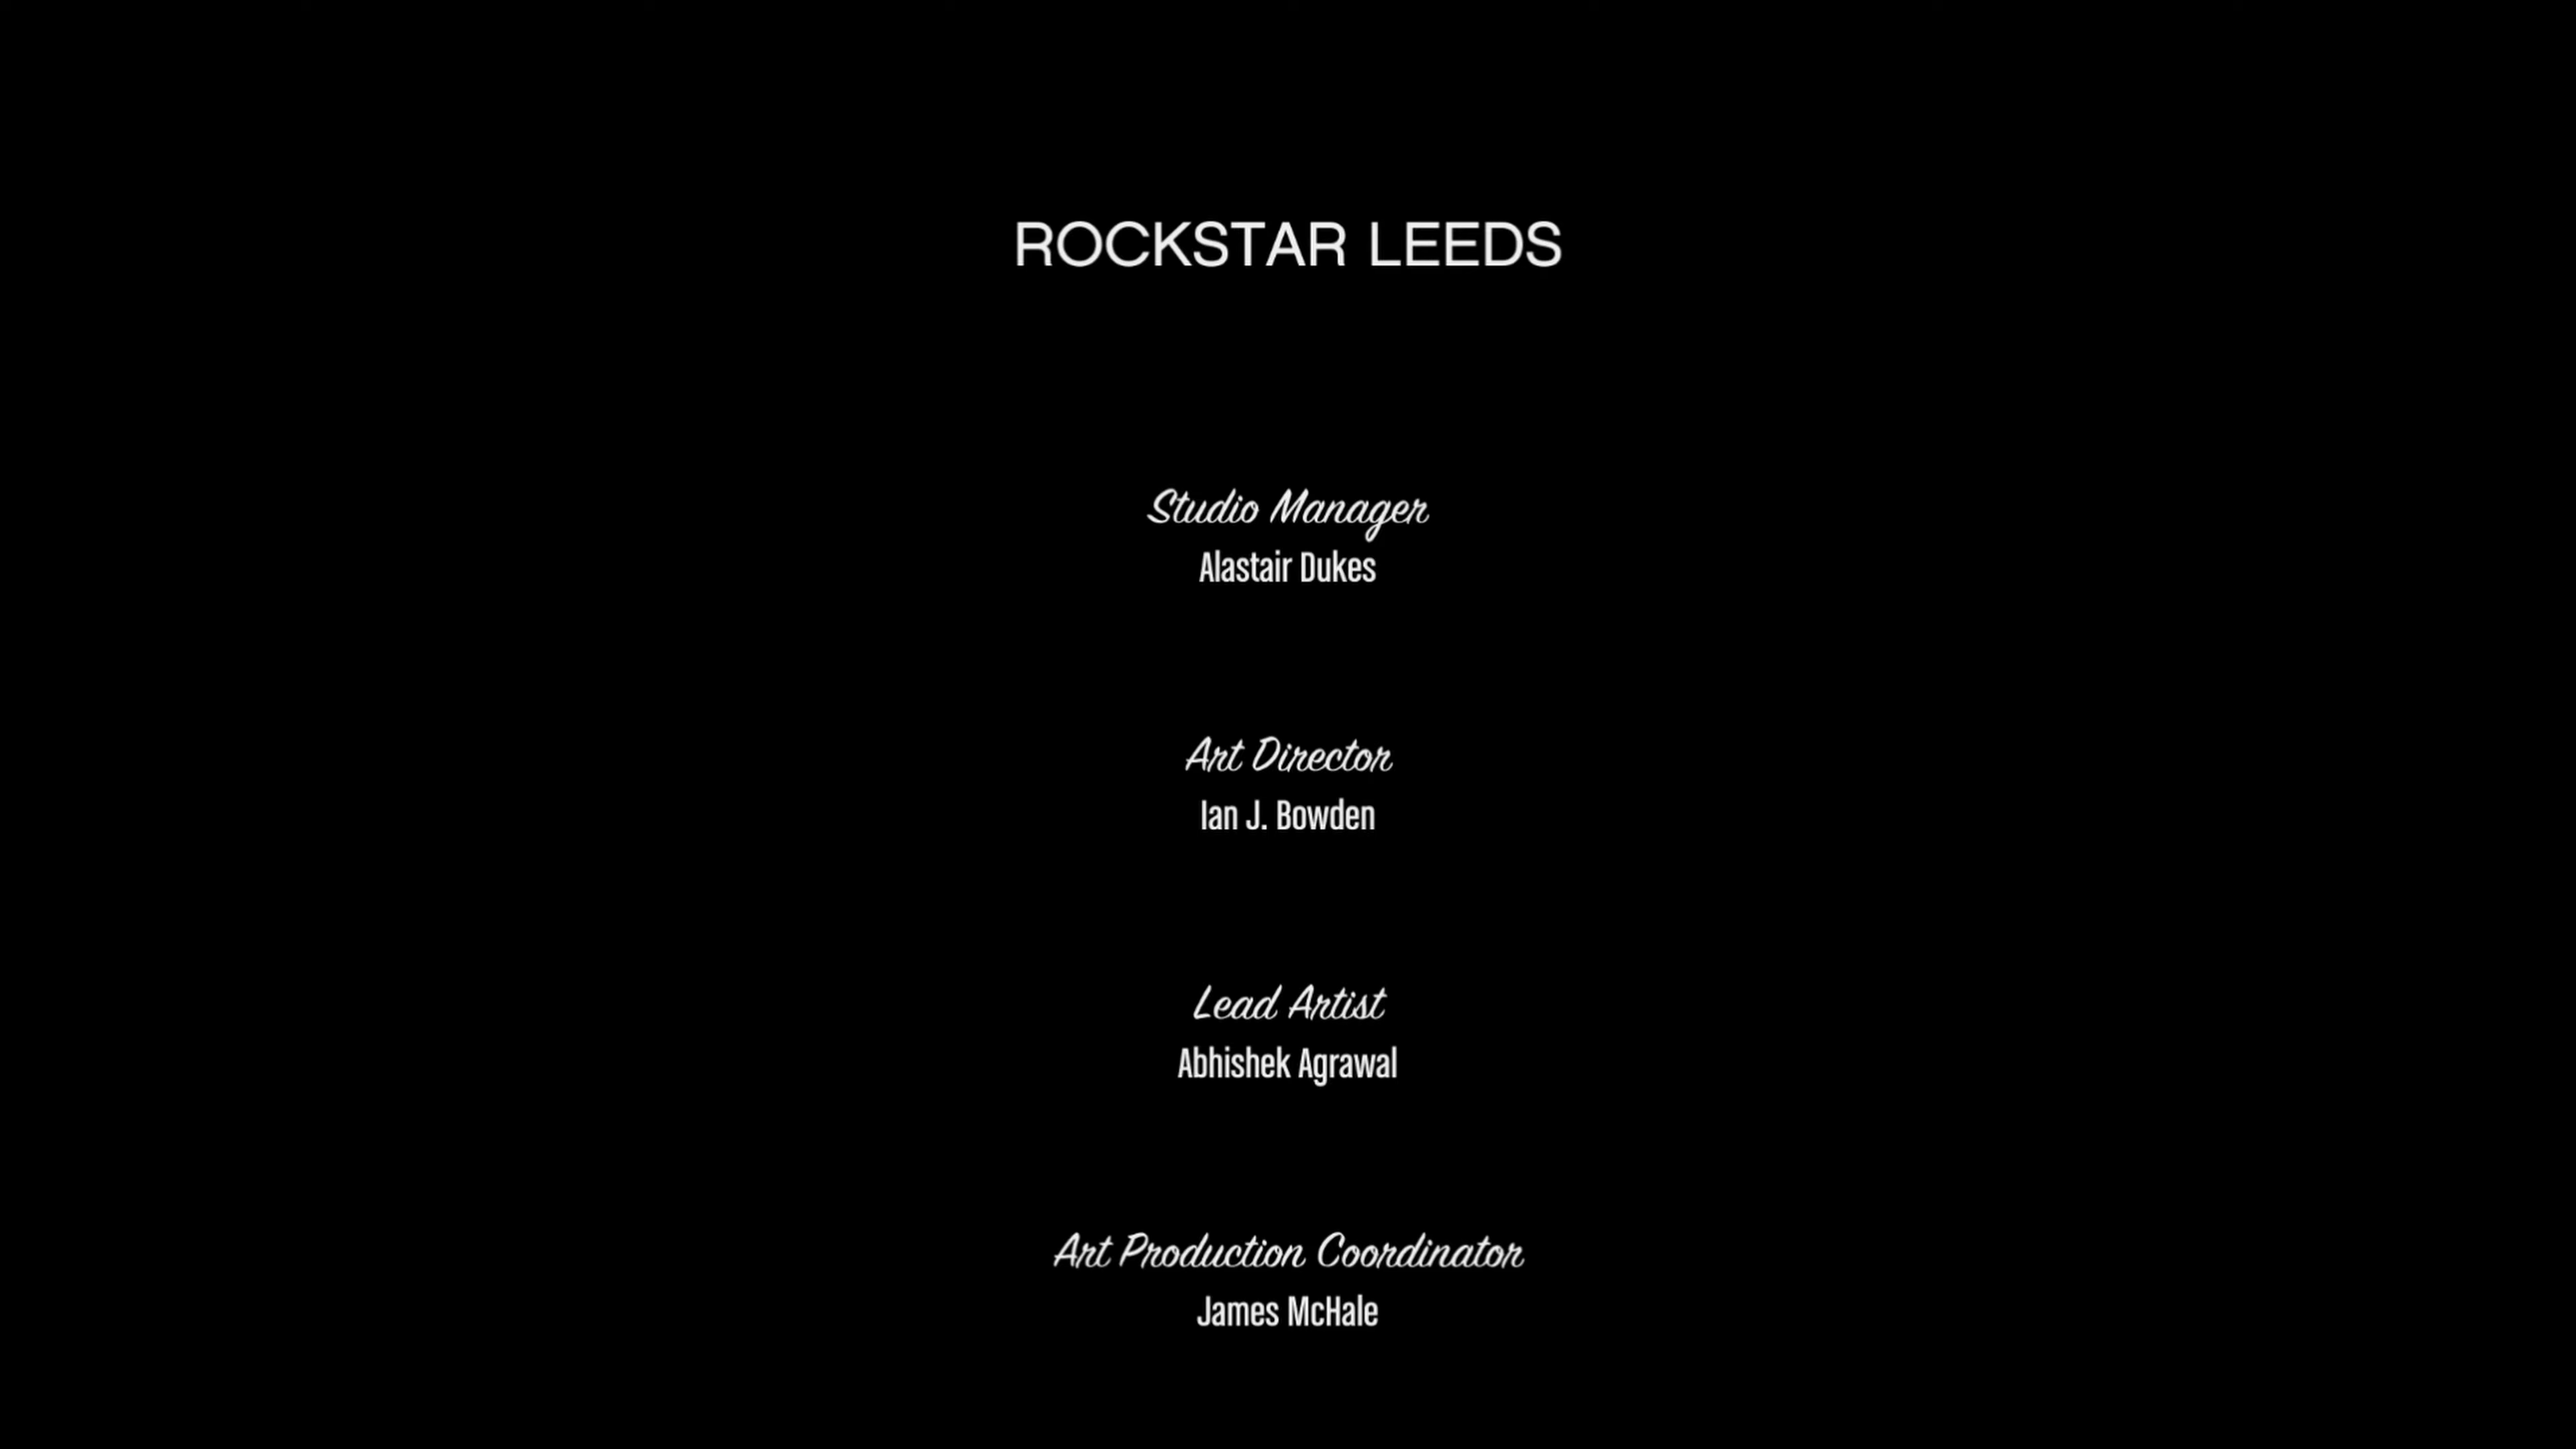 ROCKSTAR LEEDS
Studio Manager
Alastair Dukes
Art Director
Ian J. Bowden
Lead Artist
Abhishek Agrawal
Art Production Coordinator
James McHale